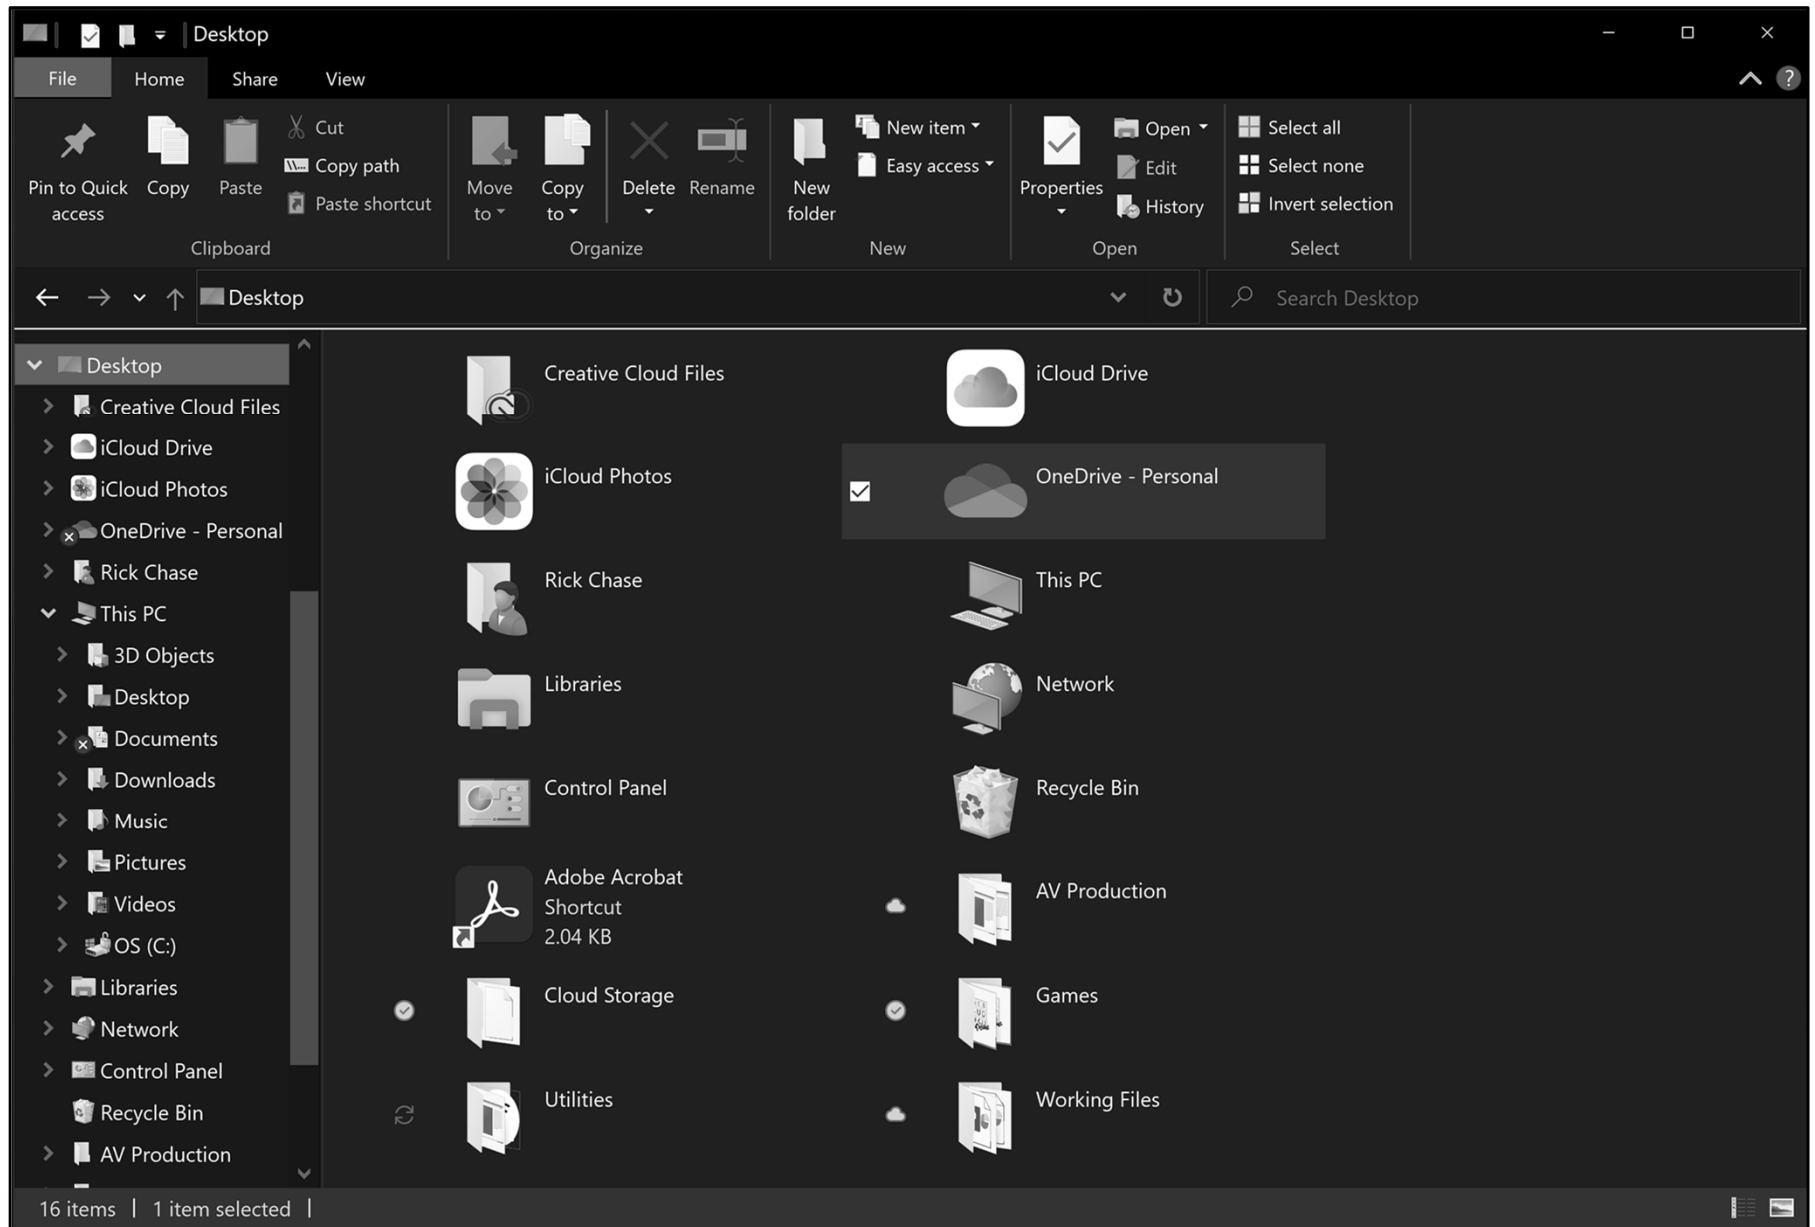 Desktop
File Home Share View
Pin to Quick access
Copy
Paste
Cut
Copy path
Paste shortcut
Clipboard
Move to
Copy to
Delete
Rename
Organize
New folder
New item
Easy access
New
Properties
Open
Edit
History
Open
Select all
Select none
Invert selection
Select
Desktop
Search Desktop
Desktop
Creative Cloud Files
iCloud Drive
iCloud Photos
OneDrive - Personal
Rick Chase
This PC
3D Objects
Desktop
Documents
Downloads
Music
Pictures
Videos
OS (C:)
Libraries
Network
Control Panel
Recycle Bin
AV Production
Creative Cloud Files
iCloud Drive
iCloud Photos
OneDrive - Personal
Rick Chase
This PC
Libraries
Network
Control Panel
Recycle Bin
Adobe Acrobat
Shortcut
2.04 KB
AV Production
Cloud Storage
Games
Utilities
Working Files
16 items
1 item selected